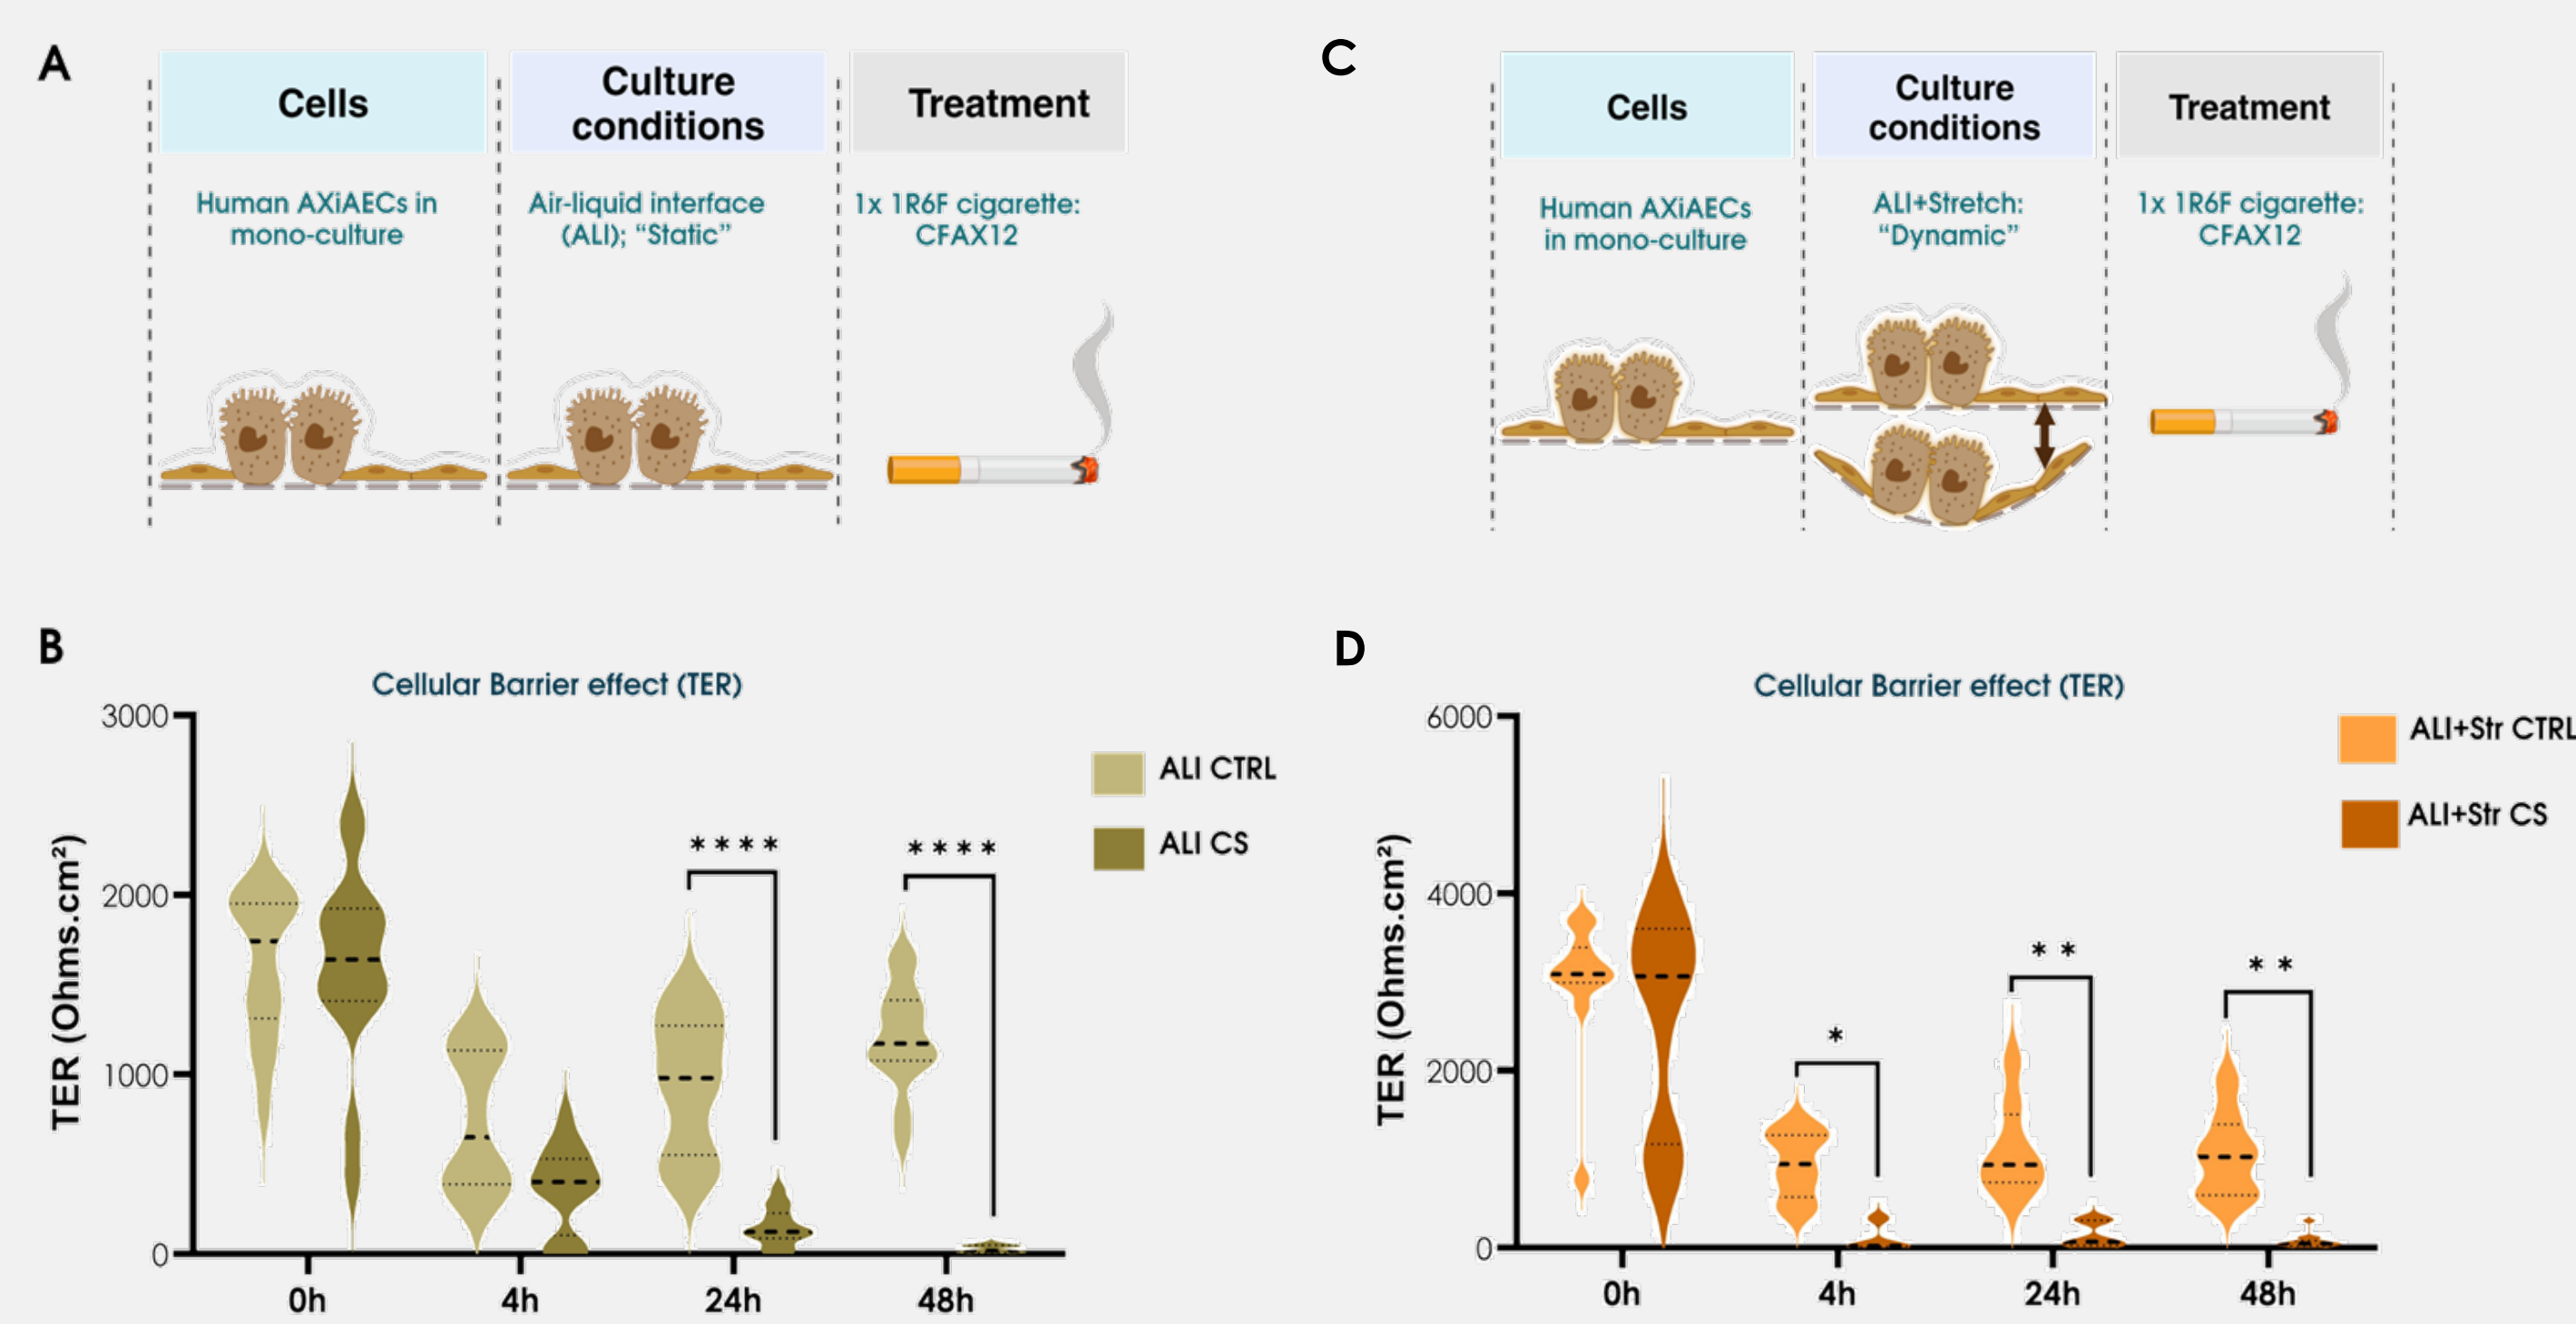 A
Cells
Culture
conditions
Treatment
Human AXiAECs in
mono-culture
Air-liquid interface
(ALI); “Static”
1x 1R6F cigarette:
CFAX12
C
Cells
Culture
conditions
Treatment
Human AXiAECs
in mono-culture
ALI+Stretch:
“Dynamic”
1x 1R6F cigarette:
CFAX12
B
Cellular Barrier effect (TER)
TER (Ohms.cm²)
3000
2000
1000
0
0h
4h
24h
48h
****
****
ALI CTRL
ALI CS
D
Cellular Barrier effect (TER)
TER (Ohms.cm²)
6000
4000
2000
0
0h
4h
24h
48h
*
**
**
ALI+Str CTRL
ALI+Str CS